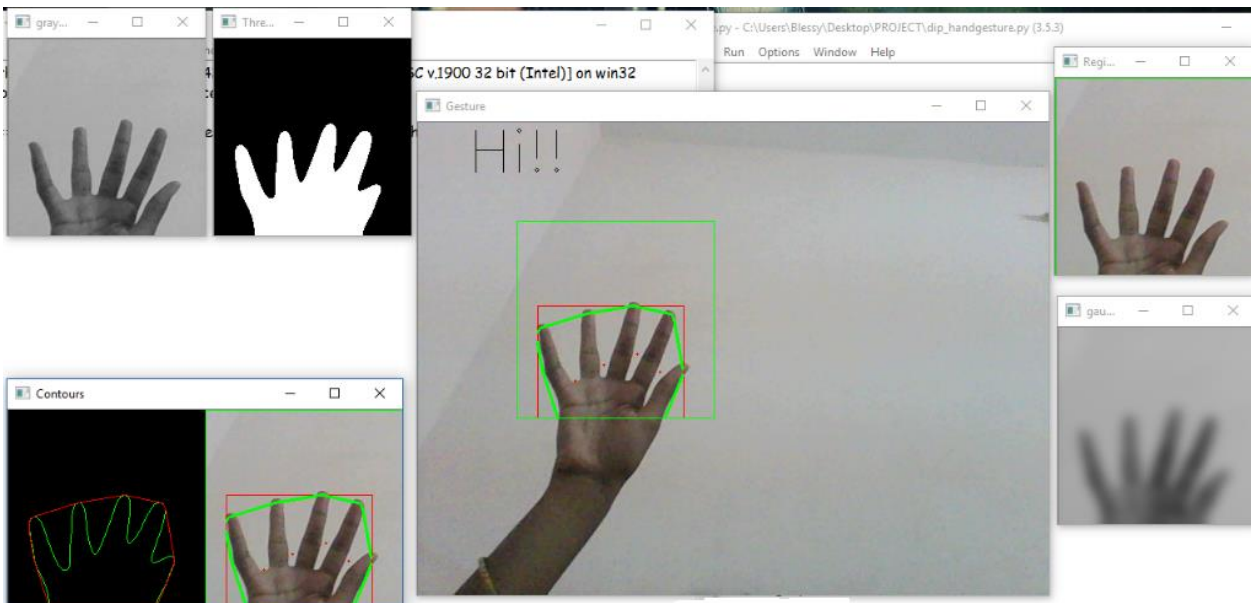 gray...
Thre...
.py - C:\Users\Blessy\Desktop\PROJECT\dip_handgesture.py (3.5.3)
Run Options Window Help
SC v.1900 32 bit (Intel)] on win32
Regi...
Gesture
Hi!!
gau...
Contours